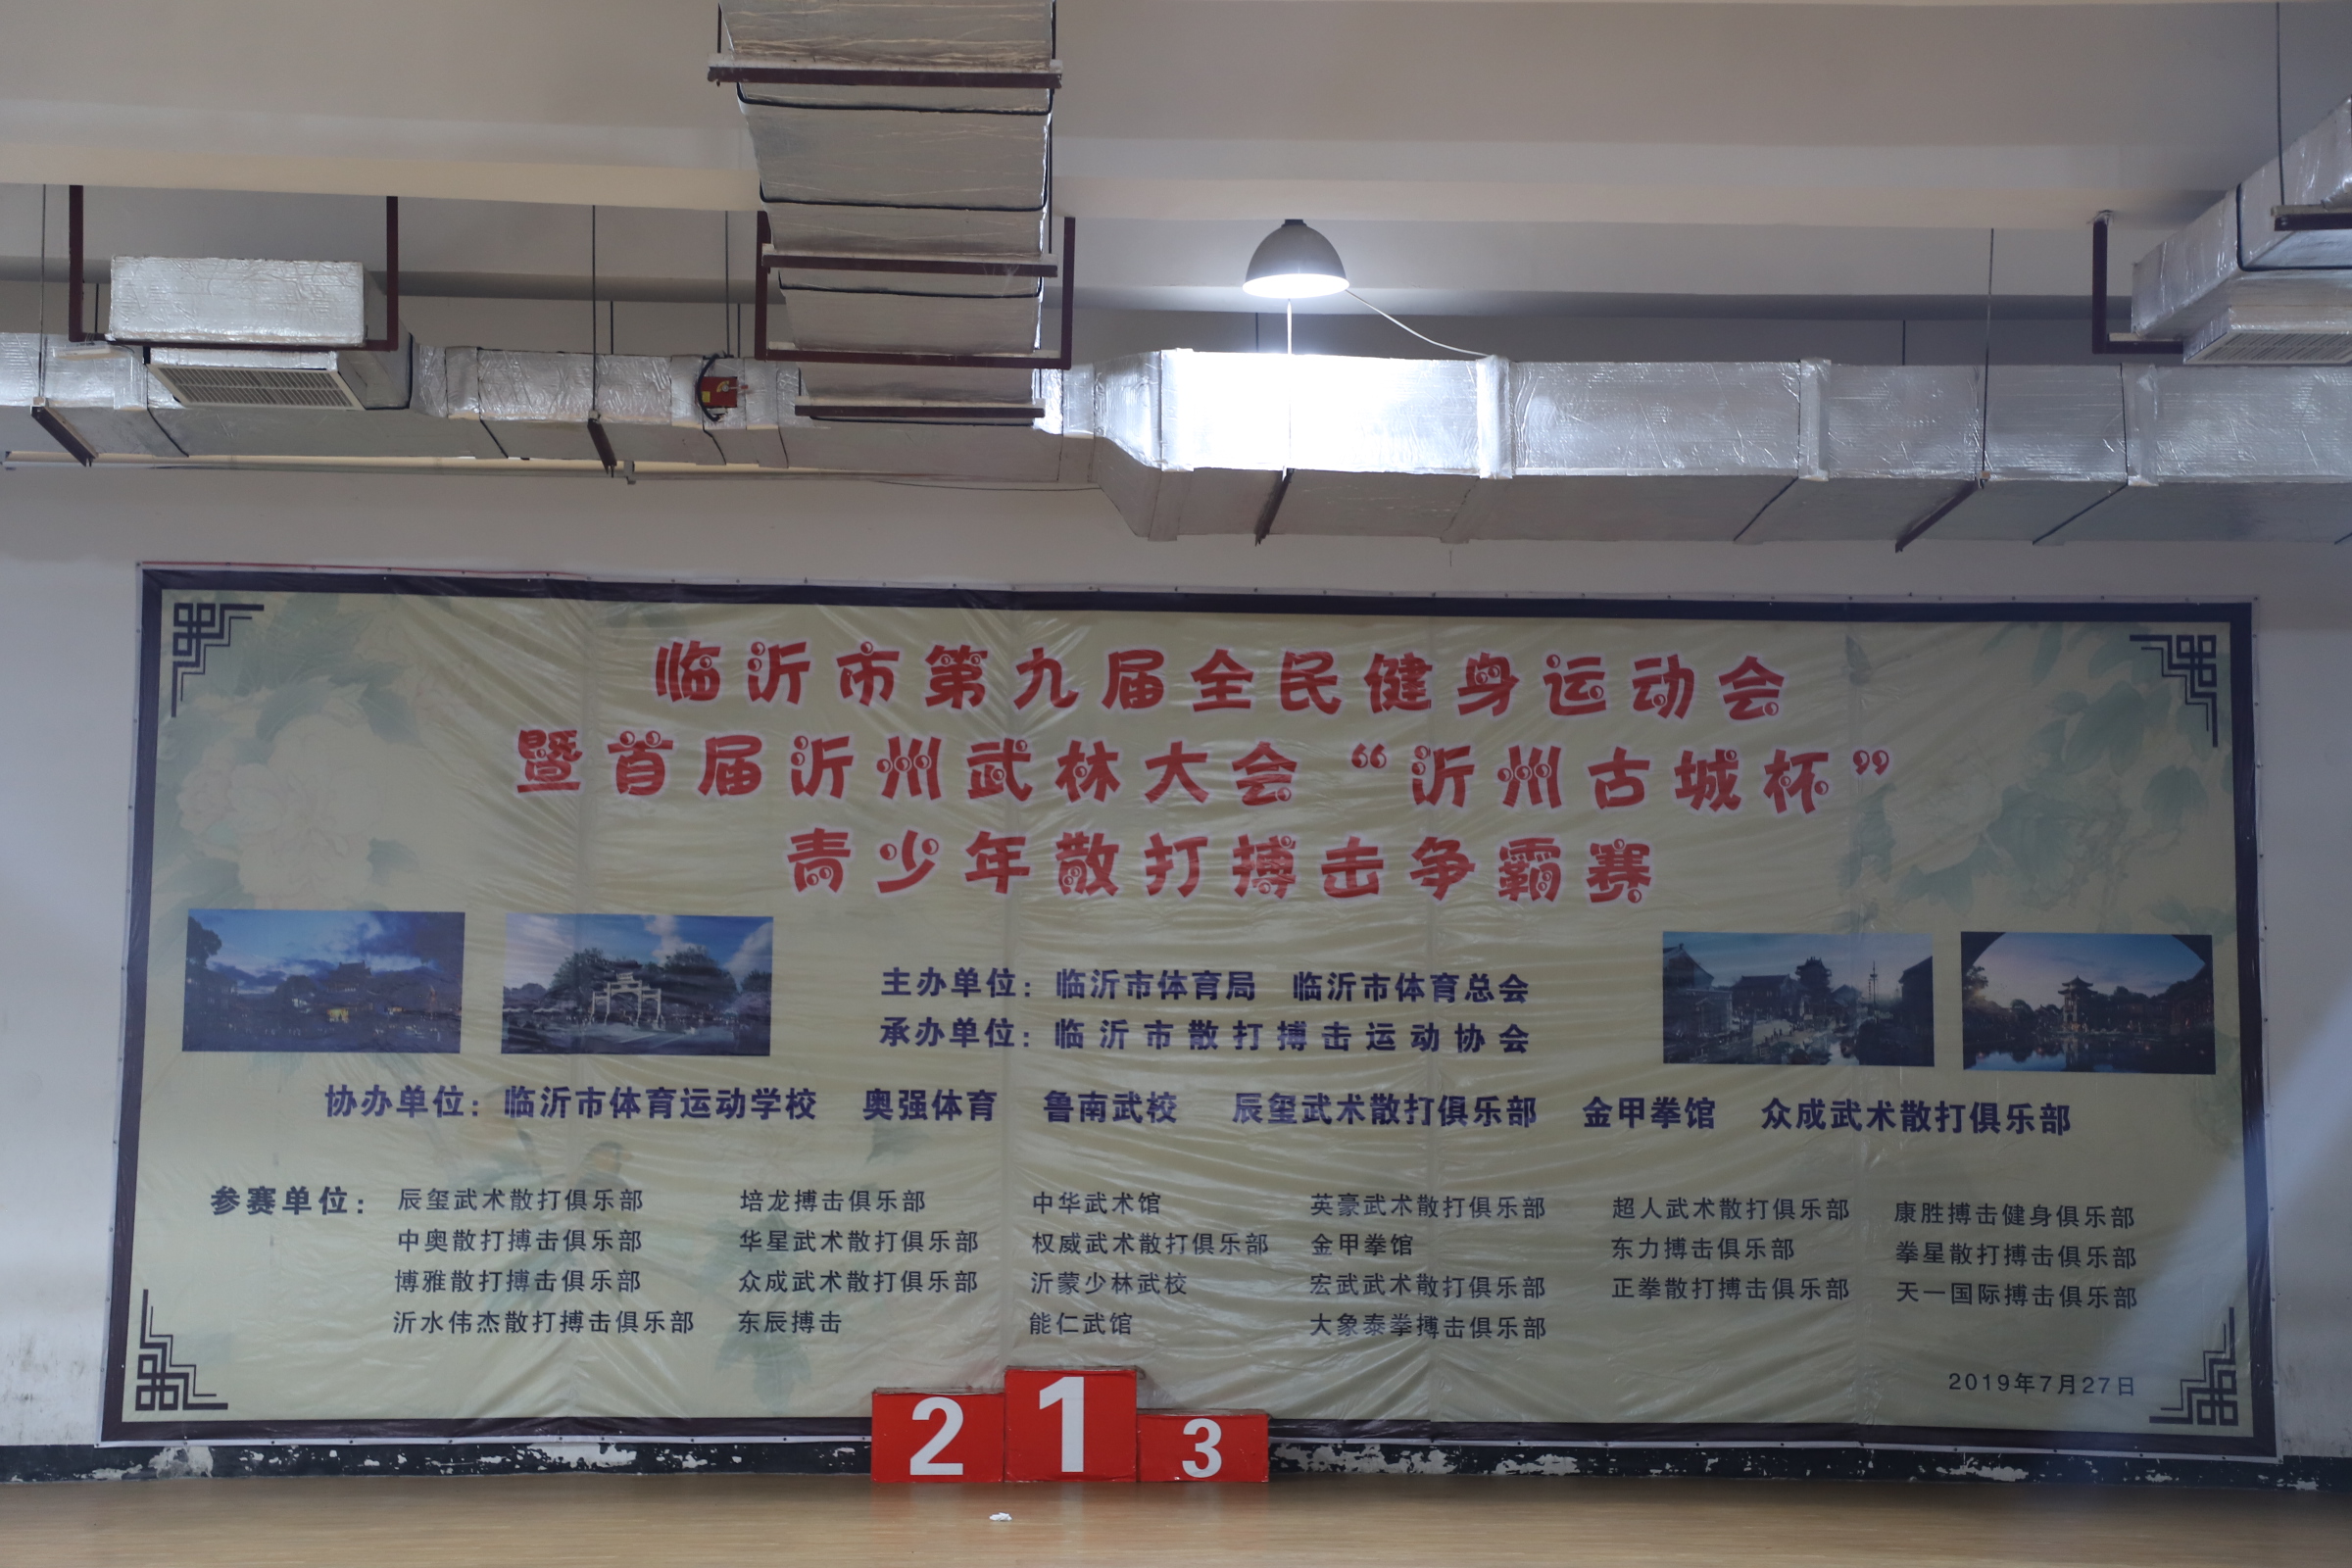 临沂市第九届全民健身运动会
暨首届沂州武林大会“沂州古城杯”
青少年散打搏击争霸赛
主办单位：临沂市体育局 临沂市体育总会
承办单位：临沂市散打搏击运动协会
协办单位：临沂市体育运动学校 奥强体育 鲁南武校 辰玺武术散打俱乐部 金甲拳馆 众成武术散打俱乐部
参赛单位：辰玺武术散打俱乐部 培龙搏击俱乐部 中华武术馆 英豪武术散打俱乐部 超人武术散打俱乐部 康胜搏击健身俱乐部
中奥散打搏击俱乐部 华星武术散打俱乐部 权威武术散打俱乐部 金甲拳馆 东力搏击俱乐部 拳星散打搏击俱乐部
博雅散打搏击俱乐部 众成武术散打俱乐部 沂蒙少林武校 宏武武术散打俱乐部 正拳散打搏击俱乐部 天一国际搏击俱乐部
沂水伟杰散打搏击俱乐部 东辰搏击 能仁武馆 大象泰拳搏击俱乐部
2019年7月27日
2 1 3